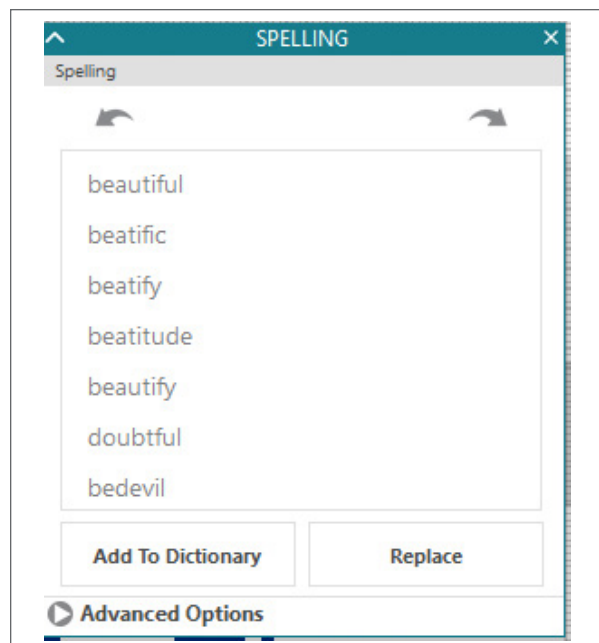 SPELLING
Spelling
beautiful
beatific
beatify
beatitude
beautify
doubtful
bedevil
Add To Dictionary Replace
Advanced Options